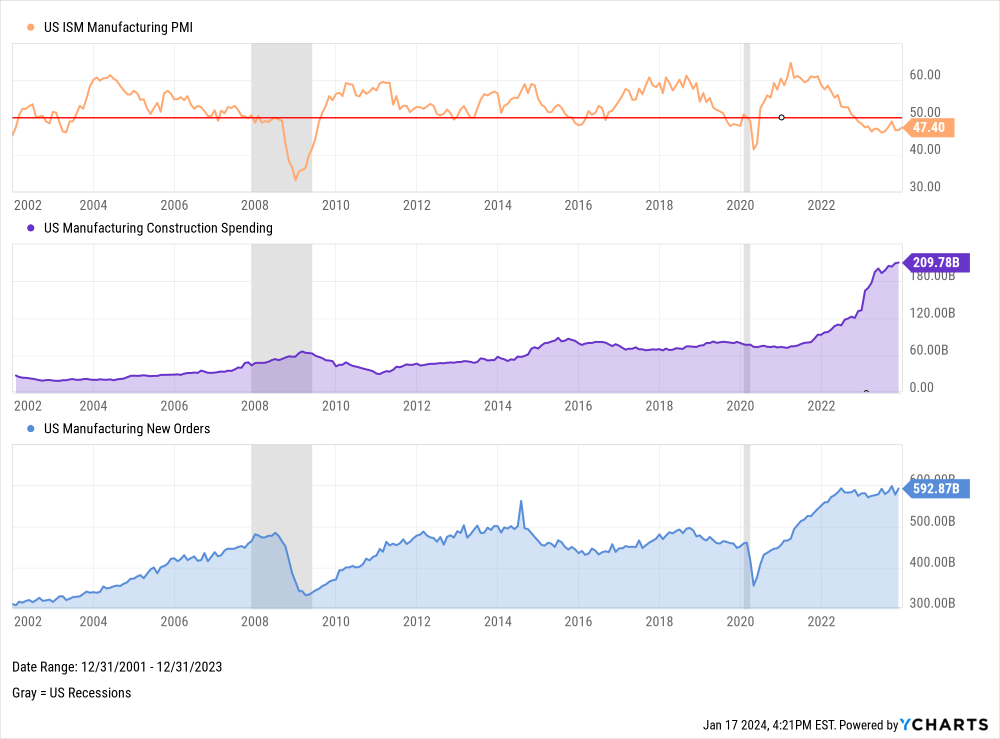 US ISM Manufacturing PMI
60.00
50.00
47.40
40.00
30.00
2002 2004 2006 2008 2010 2012 2014 2016 2018 2020 2022
US Manufacturing Construction Spending
209.78B
180.00B
120.00B
60.00B
0.00
2002 2004 2006 2008 2010 2012 2014 2016 2018 2020 2022
US Manufacturing New Orders
600.00B
592.87B
500.00B
400.00B
300.00B
2002 2004 2006 2008 2010 2012 2014 2016 2018 2020 2022
Date Range: 12/31/2001 - 12/31/2023
Gray = US Recessions
Jan 17 2024, 4:21PM EST. Powered by YCHARTS